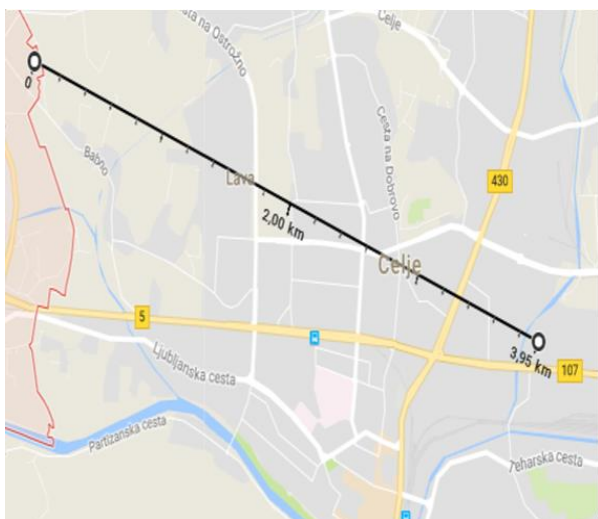 sta na Ostrožno
Celje
0
Babno
Cesta na Dobrovo
Lava
430
2,00 km
Celje
5
3,95 km
107
Ljubljanska cesta
Partizanska cesta
Teharska cesta